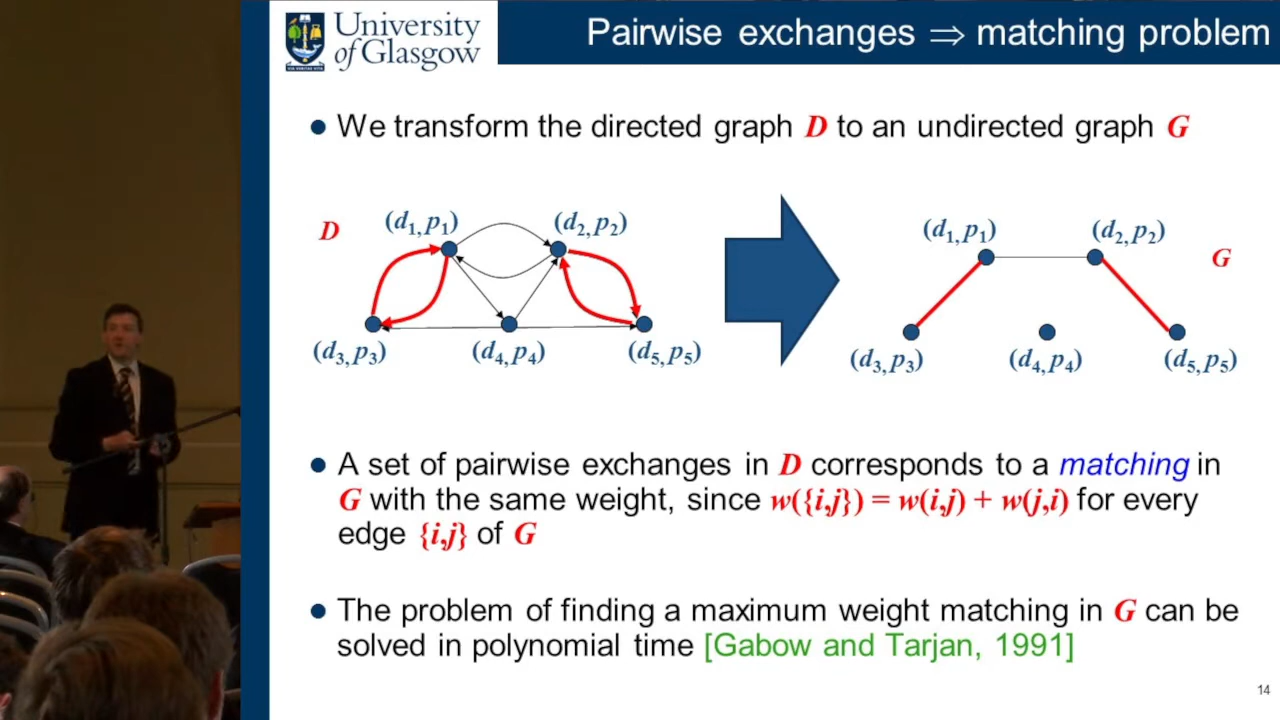 University
of Glasgow
VIA VERITAS VITA
Pairwise exchanges ⇒ matching problem
● We transform the directed graph D to an undirected graph G
D
(d₁,p₁)
(d₂,p₂)
(d₃,p₃)
(d₄,p₄)
(d₅,p₅)
(d₁,p₁)
(d₂,p₂)
G
(d₃,p₃)
(d₄,p₄)
(d₅,p₅)
● A set of pairwise exchanges in D corresponds to a matching in
G with the same weight, since w({i,j}) = w(i,j) + w(j,i) for every
edge {i,j} of G
● The problem of finding a maximum weight matching in G can be
solved in polynomial time [Gabow and Tarjan, 1991]
14